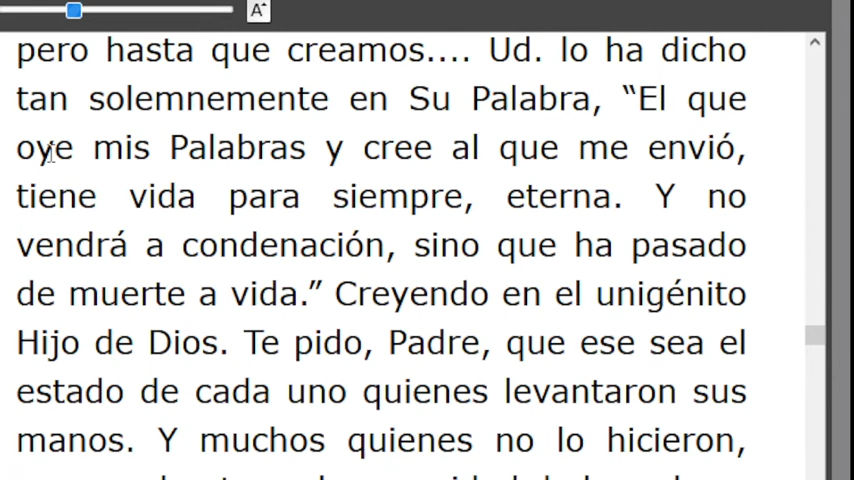 A
pero hasta que creamos.... Ud. lo ha dicho
tan solemnemente en Su Palabra, “El que
oye mis Palabras y cree al que me envió,
tiene vida para siempre, eterna. Y no
vendrá a condenación, sino que ha pasado
de muerte a vida.” Creyendo en el unigénito
Hijo de Dios. Te pido, Padre, que ese sea el
estado de cada uno quienes levantaron sus
manos. Y muchos quienes no lo hicieron,